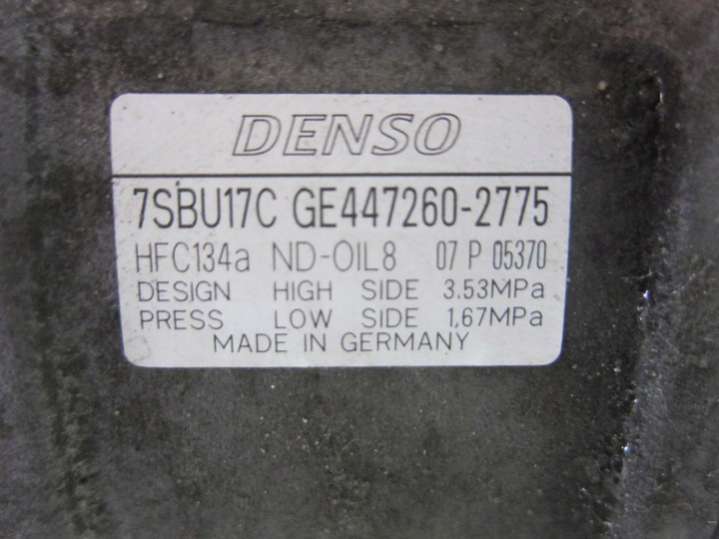 DENSO
7SBU17C GE447260-2775
HFC134a ND-OIL8 07 P 05370
DESIGN HIGH SIDE 3.53MPa
PRESS LOW SIDE 1,67MPa
MADE IN GERMANY